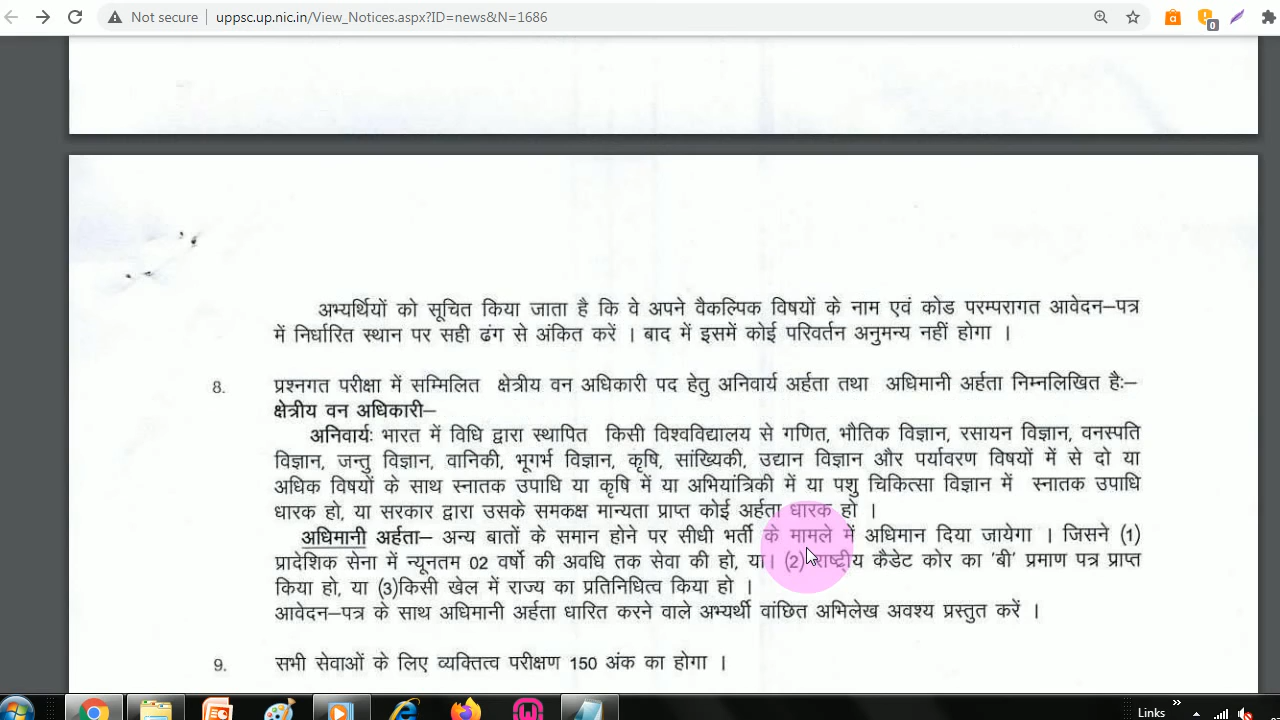 Not secure
uppsc.up.nic.in/View_Notices.aspx?ID=news&N=1686
0
अभ्यर्थियों को सूचित किया जाता है कि वे अपने वैकल्पिक विषयों के नाम एवं कोड परम्परागत आवेदन–पत्र
में निर्धारित स्थान पर सही ढंग से अंकित करें । बाद में इसमें कोई परिवर्तन अनुमन्य नहीं होगा ।
8. प्रश्नगत परीक्षा में सम्मिलित क्षेत्रीय वन अधिकारी पद हेतु अनिवार्य अर्हता तथा अधिमानी अर्हता निम्नलिखित हैः–
क्षेत्रीय वन अधिकारी–
अनिवार्यः भारत में विधि द्वारा स्थापित किसी विश्वविद्यालय से गणित, भौतिक विज्ञान, रसायन विज्ञान, वनस्पति
विज्ञान, जन्तु विज्ञान, वानिकी, भूगर्भ विज्ञान, कृषि, सांख्यिकी, उद्यान विज्ञान और पर्यावरण विषयों में से दो या
अधिक विषयों के साथ स्नातक उपाधि या कृषि में या अभियांत्रिकी में या पशु चिकित्सा विज्ञान में स्नातक उपाधि
धारक हो, या सरकार द्वारा उसके समकक्ष मान्यता प्राप्त कोई अर्हता धारक हो ।
अधिमानी अर्हता– अन्य बातों के समान होने पर सीधी भर्ती के मामले में अधिमान दिया जायेगा । जिसने (1)
प्रादेशिक सेना में न्यूनतम 02 वर्षो की अवधि तक सेवा की हो, या। (2) राष्ट्रीय कैडेट कोर का 'बी' प्रमाण पत्र प्राप्त
किया हो, या (3)किसी खेल में राज्य का प्रतिनिधित्व किया हो ।
आवेदन–पत्र के साथ अधिमानी अर्हता धारित करने वाले अभ्यर्थी वांछित अभिलेख अवश्य प्रस्तुत करें ।
9. सभी सेवाओं के लिए व्यक्तित्व परीक्षण 150 अंक का होगा ।
Links